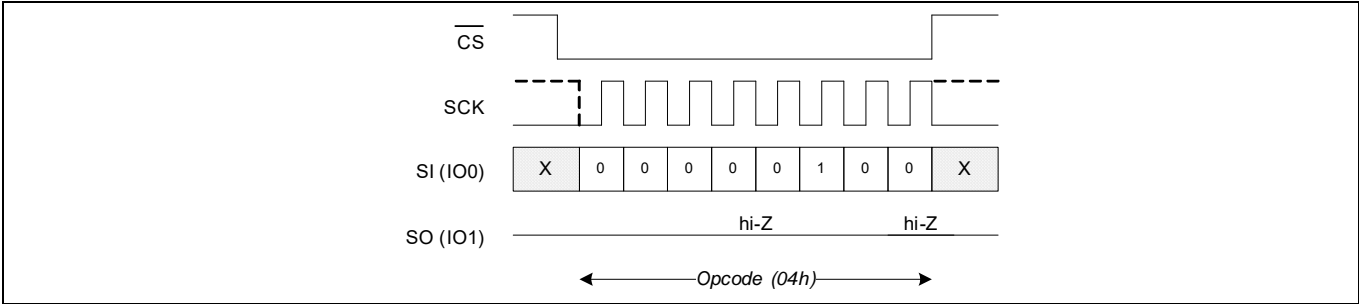 CS
SCK
SI (IO0) X 0 0 0 0 0 1 0 0 X
hi-Z hi-Z
SO (IO1)
Opcode (04h)